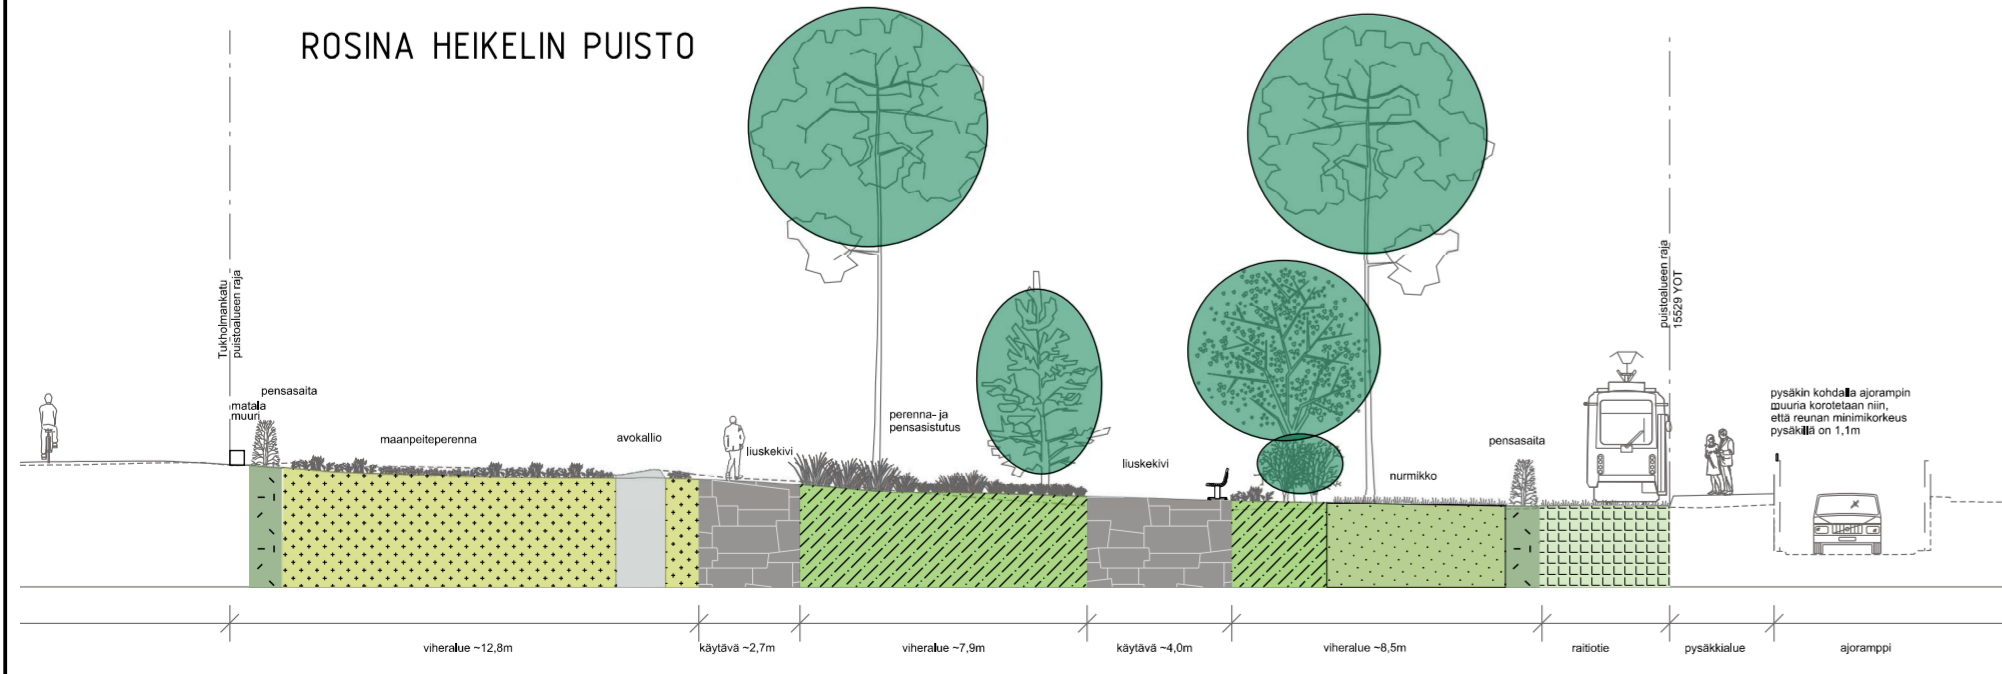 ROSINA HEIKELIN PUISTO
Tukholmankatu
puistoalueen raja
matala
muuri
pensasaita
maanpeiteperenna
avokallio
liuskekivi
perenna- ja
pensasistutus
liuskekivi
nurmikko
pensasaita
puistoalueen raja
15529 YOT
pysäkin kohdalla ajorampin
muuria korotetaan niin,
että reunan minimikorkeus
pysäkillä on 1,1m
viheralue ~12,8m
käytävä ~2,7m
viheralue ~7,9m
käytävä ~4,0m
viheralue ~8,5m
raitiotie
pysäkkialue
ajoramppi